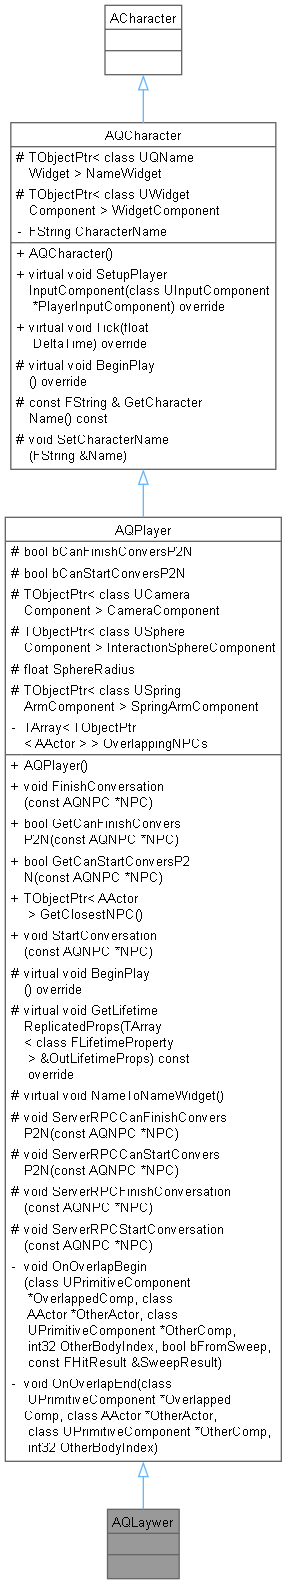 ACharacter
AQCharacter
# TObjectPtr< class UQName
Widget > NameWidget
# TObjectPtr< class UWidget
Component > WidgetComponent
- FString CharacterName
+ AQCharacter()
+ virtual void SetupPlayer
InputComponent(class UInputComponent
*PlayerInputComponent) override
+ virtual void Tick(float
DeltaTime) override
# virtual void BeginPlay
() override
# const FString & GetCharacter
Name() const
# void SetCharacterName
(FString &Name)
AQPlayer
# bool bCanFinishConversP2N
# bool bCanStartConversP2N
# TObjectPtr< class UCamera
Component > CameraComponent
# TObjectPtr< class USphere
Component > InteractionSphereComponent
# float SphereRadius
# TObjectPtr< class USpring
ArmComponent > SpringArmComponent
- TArray< TObjectPtr
< AActor > > OverlappingNPCs
+ AQPlayer()
+ void FinishConversation
(const AQNPC *NPC)
+ bool GetCanFinishConvers
P2N(const AQNPC *NPC)
+ bool GetCanStartConversP2
N(const AQNPC *NPC)
+ TObjectPtr< AActor
> GetClosestNPC()
+ void StartConversation
(const AQNPC *NPC)
# virtual void BeginPlay
() override
# virtual void GetLifetime
ReplicatedProps(TArray
< class FLifetimeProperty
> &OutLifetimeProps) const
override
# virtual void NameToNameWidget()
# void ServerRPCCanFinishConvers
P2N(const AQNPC *NPC)
# void ServerRPCCanStartConvers
P2N(const AQNPC *NPC)
# void ServerRPCFinishConversation
(const AQNPC *NPC)
# void ServerRPCStartConversation
(const AQNPC *NPC)
- void OnOverlapBegin
(class UPrimitiveComponent
*OverlappedComp, class
AActor *OtherActor, class
UPrimitiveComponent *OtherComp,
int32 OtherBodyIndex, bool bFromSweep,
const FHitResult &SweepResult)
- void OnOverlapEnd(class
UPrimitiveComponent *Overlapped
Comp, class AActor *OtherActor,
class UPrimitiveComponent *OtherComp,
int32 OtherBodyIndex)
AQLaywer